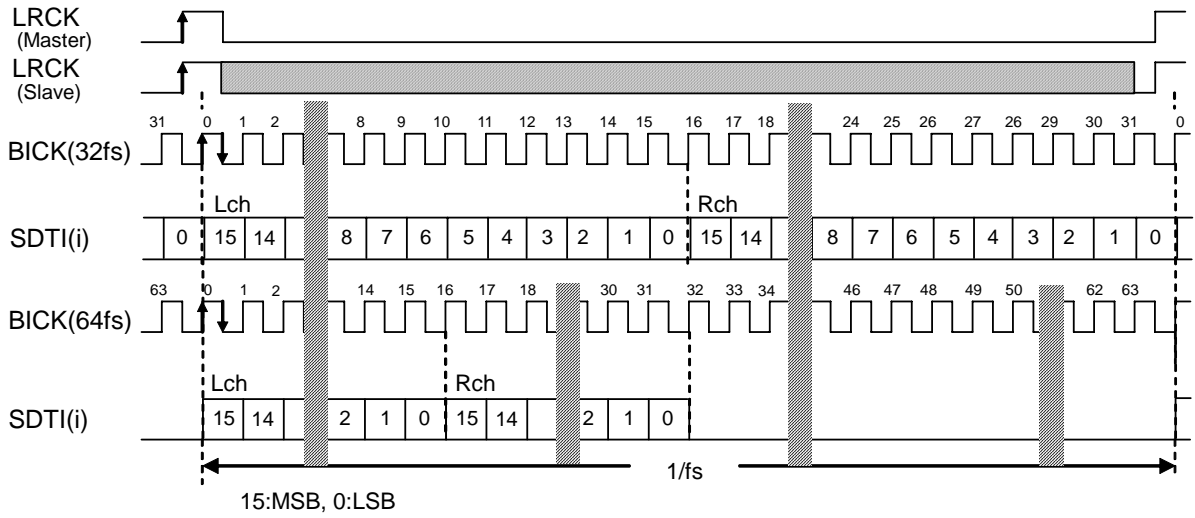 LRCK
(Master)
LRCK
(Slave)
31 0 1 2 8 9 10 11 12 13 14 15 16 17 18 24 25 26 27 26 29 30 31 0
BICK(32fs)
Lch Rch
SDTI(i) 0 15 14 8 7 6 5 4 3 2 1 0 15 14 8 7 6 5 4 3 2 1 0
63 0 1 2 14 15 16 17 18 30 31 32 33 34 46 47 48 49 50 62 63
BICK(64fs)
Lch Rch
SDTI(i) 15 14 2 1 0 15 14 2 1 0
1/fs
15:MSB, 0:LSB